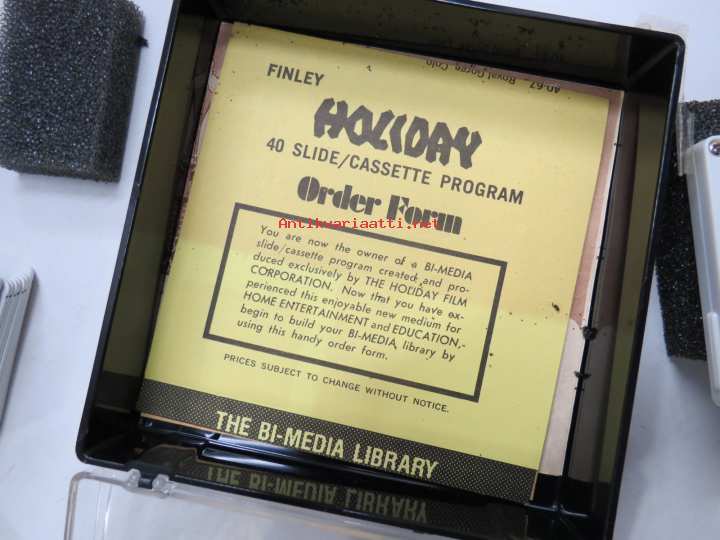 40-67 Royal Gorge, Colo.
FINLEY
HOLIDAY
40 SLIDE/CASSETTE PROGRAM
Order Form
Antikvariaatti.net
You are now the owner of a BI-MEDIA
slide/cassette program created and pro-
duced exclusively by THE HOLIDAY FILM
CORPORATION. Now that you have ex-
perienced this enjoyable new medium for
HOME ENTERTAINMENT and EDUCATION,
begin to build your BI-MEDIA library by
using this handy order form.
PRICES SUBJECT TO CHANGE WITHOUT NOTICE.
THE BI-MEDIA LIBRARY
THE BI-MEDIA LIBRARY